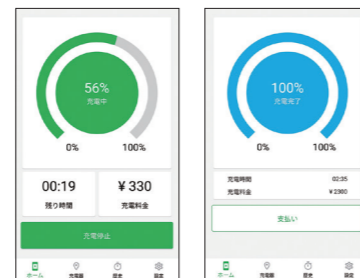 56%
充電中
0% 100%
00:19 ¥ 330
残り時間 充電料金
充電停止
ホーム 充電器 歴史 設定
100%
充電完了
0% 100%
充電時間 02:35
充電料金 ¥ 2300
支払い
ホーム 充電器 歴史 設定